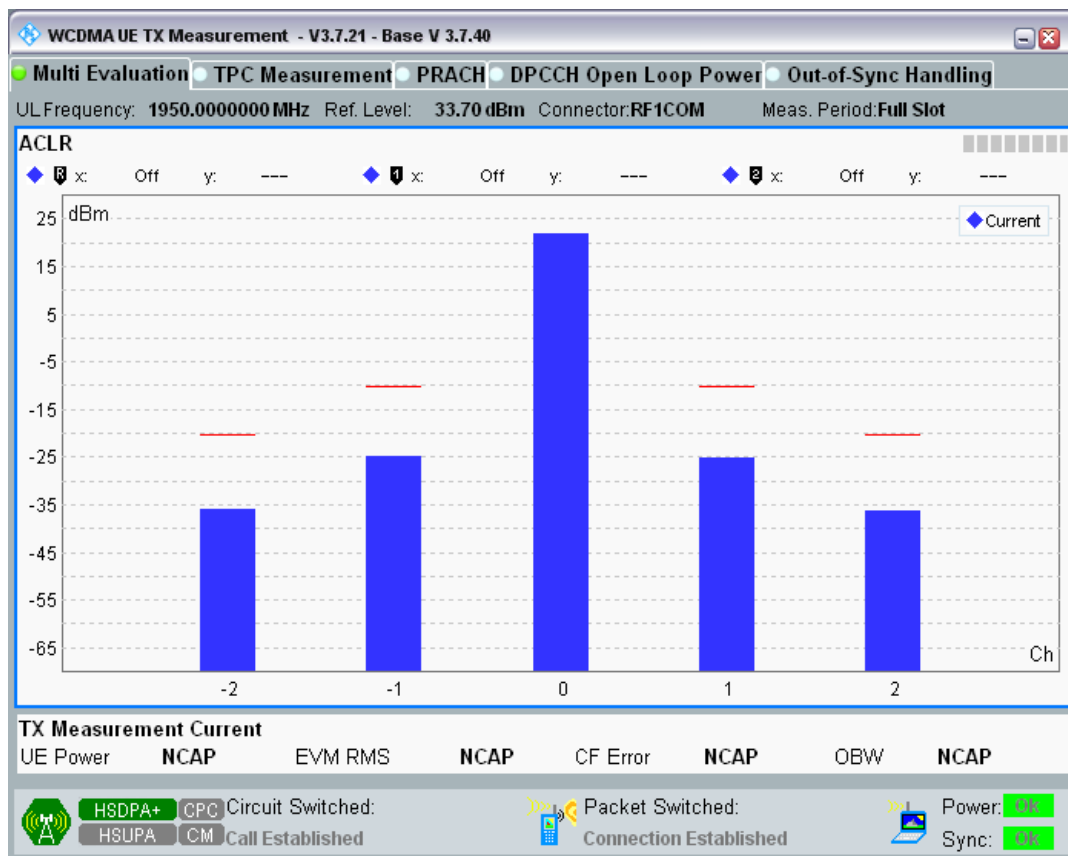 WCDMA UE TX Measurement - V3.7.21 - Base V 3.7.40
Multi Evaluation TPC Measurement PRACH DPCCH Open Loop Power Out-of-Sync Handling
UL Frequency: 1950.0000000 MHz Ref. Level: 33.70 dBm Connector:RF1COM Meas. Period:Full Slot
ACLR
R x: Off y: --- 1 x: Off y: --- 2 x: Off y: ---
dBm
Current
25
15
5
-5
-15
-25
-35
-45
-55
-65
Ch
-2 -1 0 1 2
TX Measurement Current
UE Power NCAP EVM RMS NCAP CF Error NCAP OBW NCAP
HSDPA+ CPC Circuit Switched: Packet Switched: Power: OK
HSUPA CM Call Established Connection Established Sync: OK